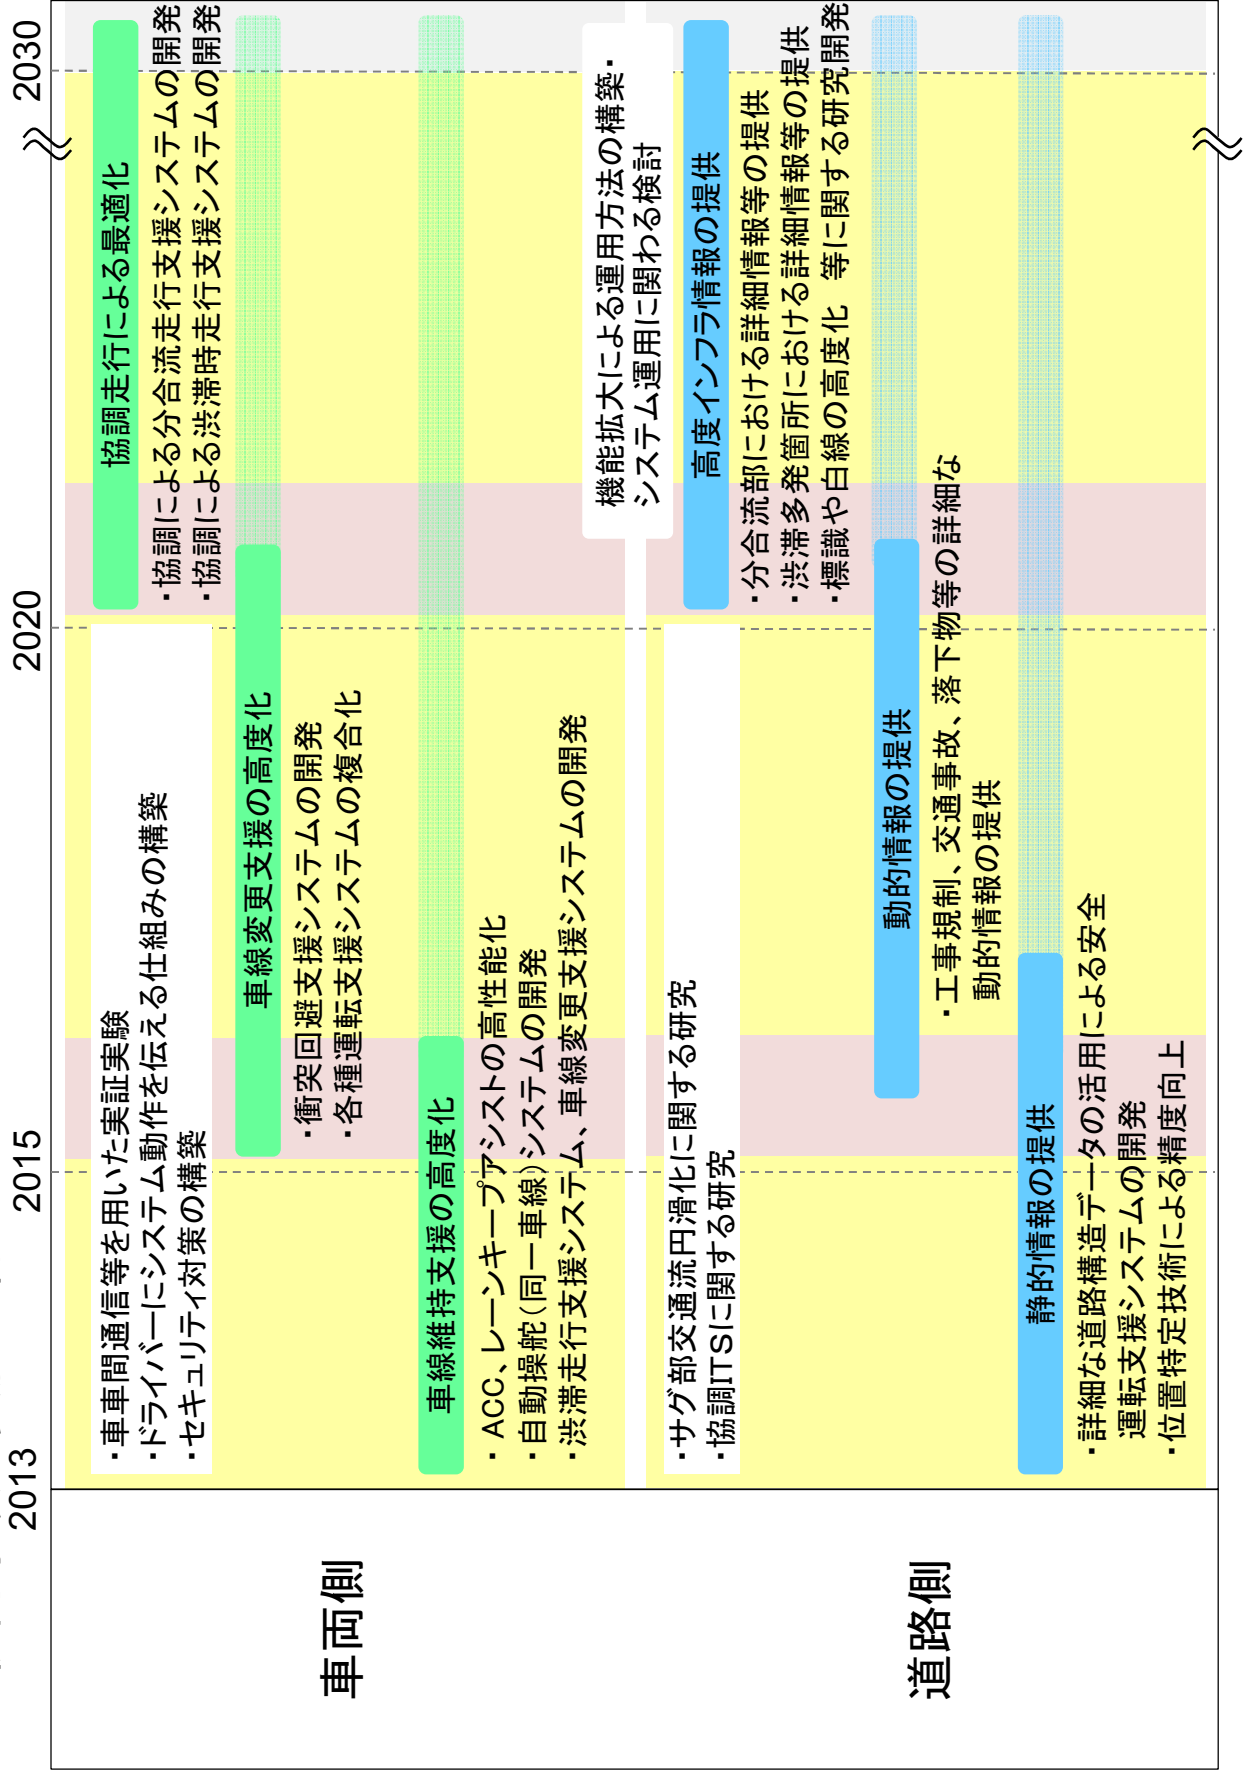 2013
2015
2020
2030
車両側
・車車間通信等を用いた実証実験
・ドライバーにシステム動作を伝える仕組みの構築
・セキュリティ対策の構築
協調走行による最適化
・協調による分合流走行支援システムの開発
・協調による渋滞時走行支援システムの開発
車線変更支援の高度化
・衝突回避支援システムの開発
・各種運転支援システムの複合化
車線維持支援の高度化
・ACC、レーンキープアシストの高性能化
・自動操舵(同一車線)システムの開発
・渋滞走行支援システム、車線変更支援システムの開発
機能拡大による運用方法の構築・
システム運用に関わる検討
道路側
・サグ部交通流円滑化に関する研究
・協調ITSに関する研究
高度インフラ情報の提供
・分合流部における詳細情報等の提供
・渋滞多発箇所における詳細情報等の提供
・標識や白線の高度化 等に関する研究開発
動的情報の提供
・工事規制、交通事故、落下物等の詳細な
動的情報の提供
静的情報の提供
・詳細な道路構造データの活用による安全
運転支援システムの開発
・位置特定技術による精度向上